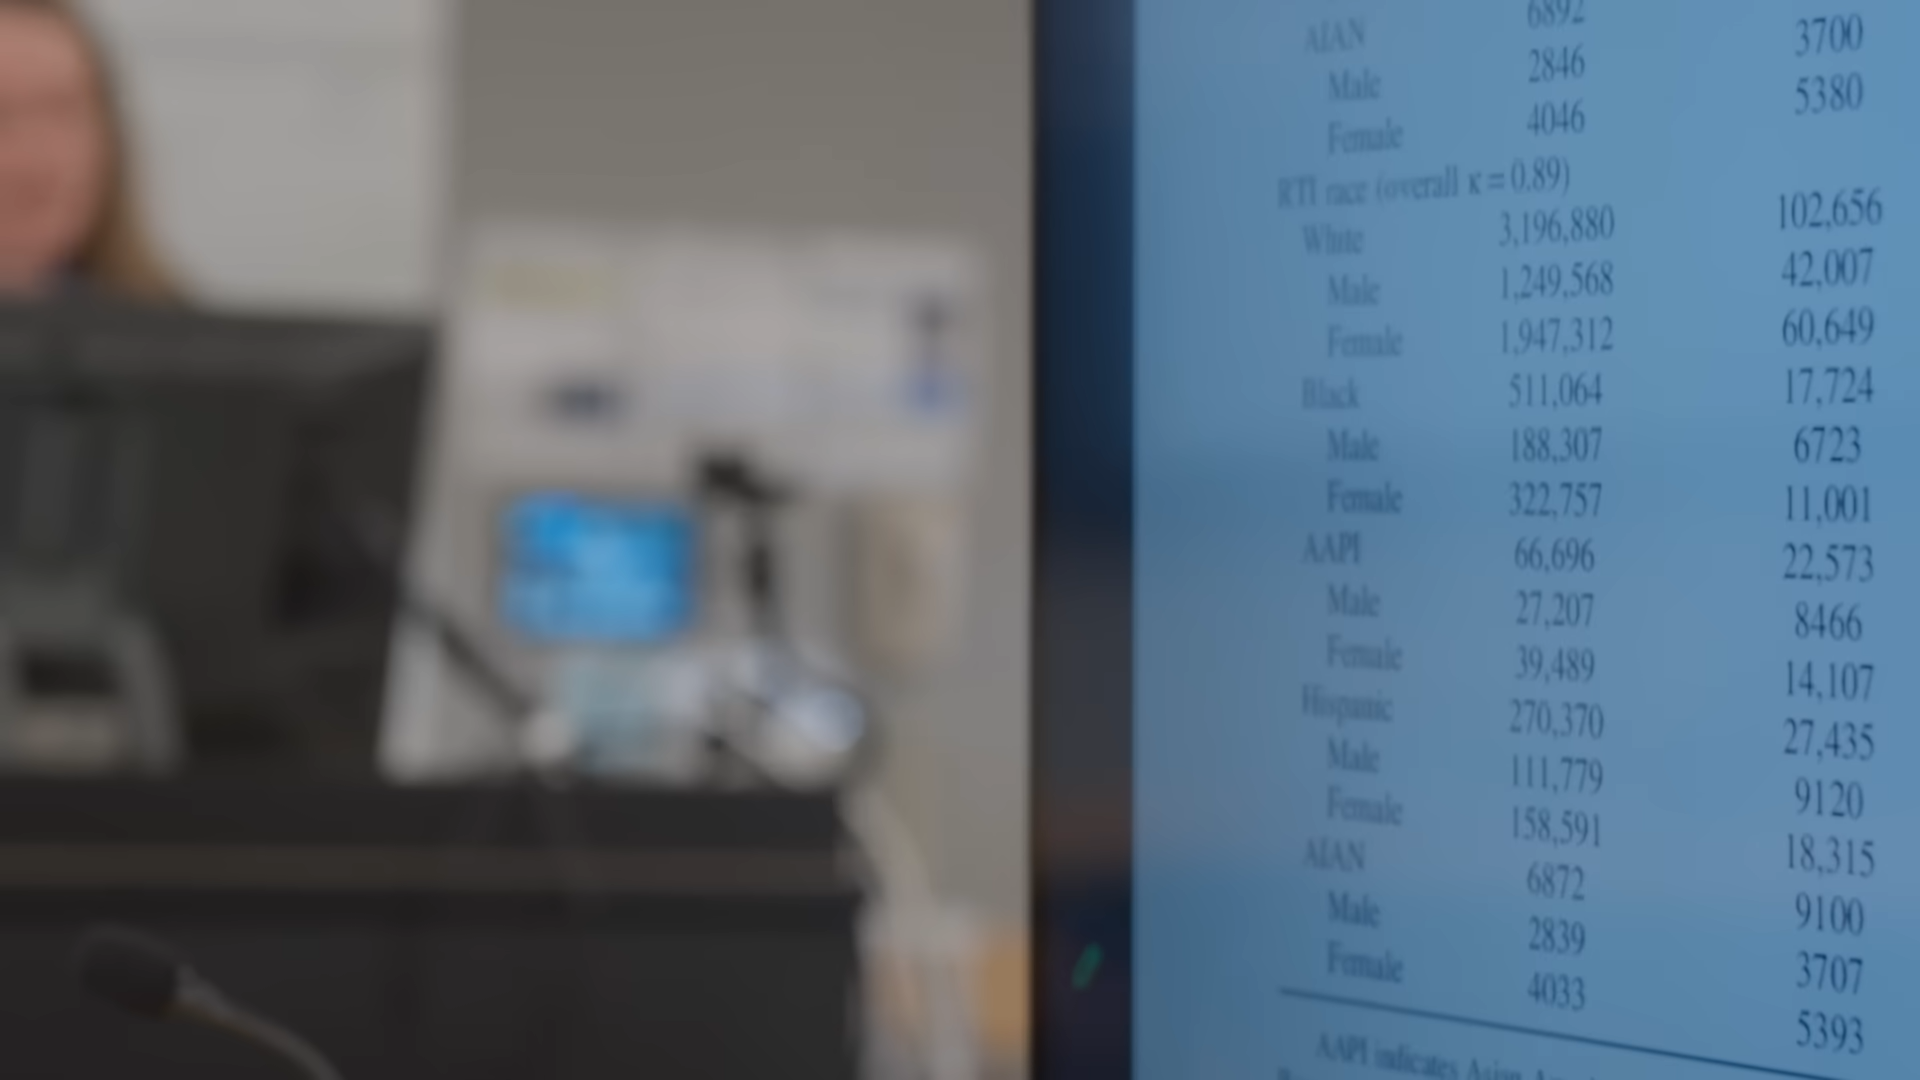 AIAN 6892
Male 2846 3700
Female 4046 5380
RTI race (overall κ = 0.89)
White 3,196,880 102,656
Male 1,249,568 42,007
Female 1,947,312 60,649
Black 511,064 17,724
Male 188,307 6723
Female 322,757 11,001
AAPI 66,696 22,573
Male 27,207 8466
Female 39,489 14,107
Hispanic 270,370 27,435
Male 111,779 9120
Female 158,591 18,315
AIAN 6872 9100
Male 2839 3707
Female 4033 5393
AAPI indicates Asian